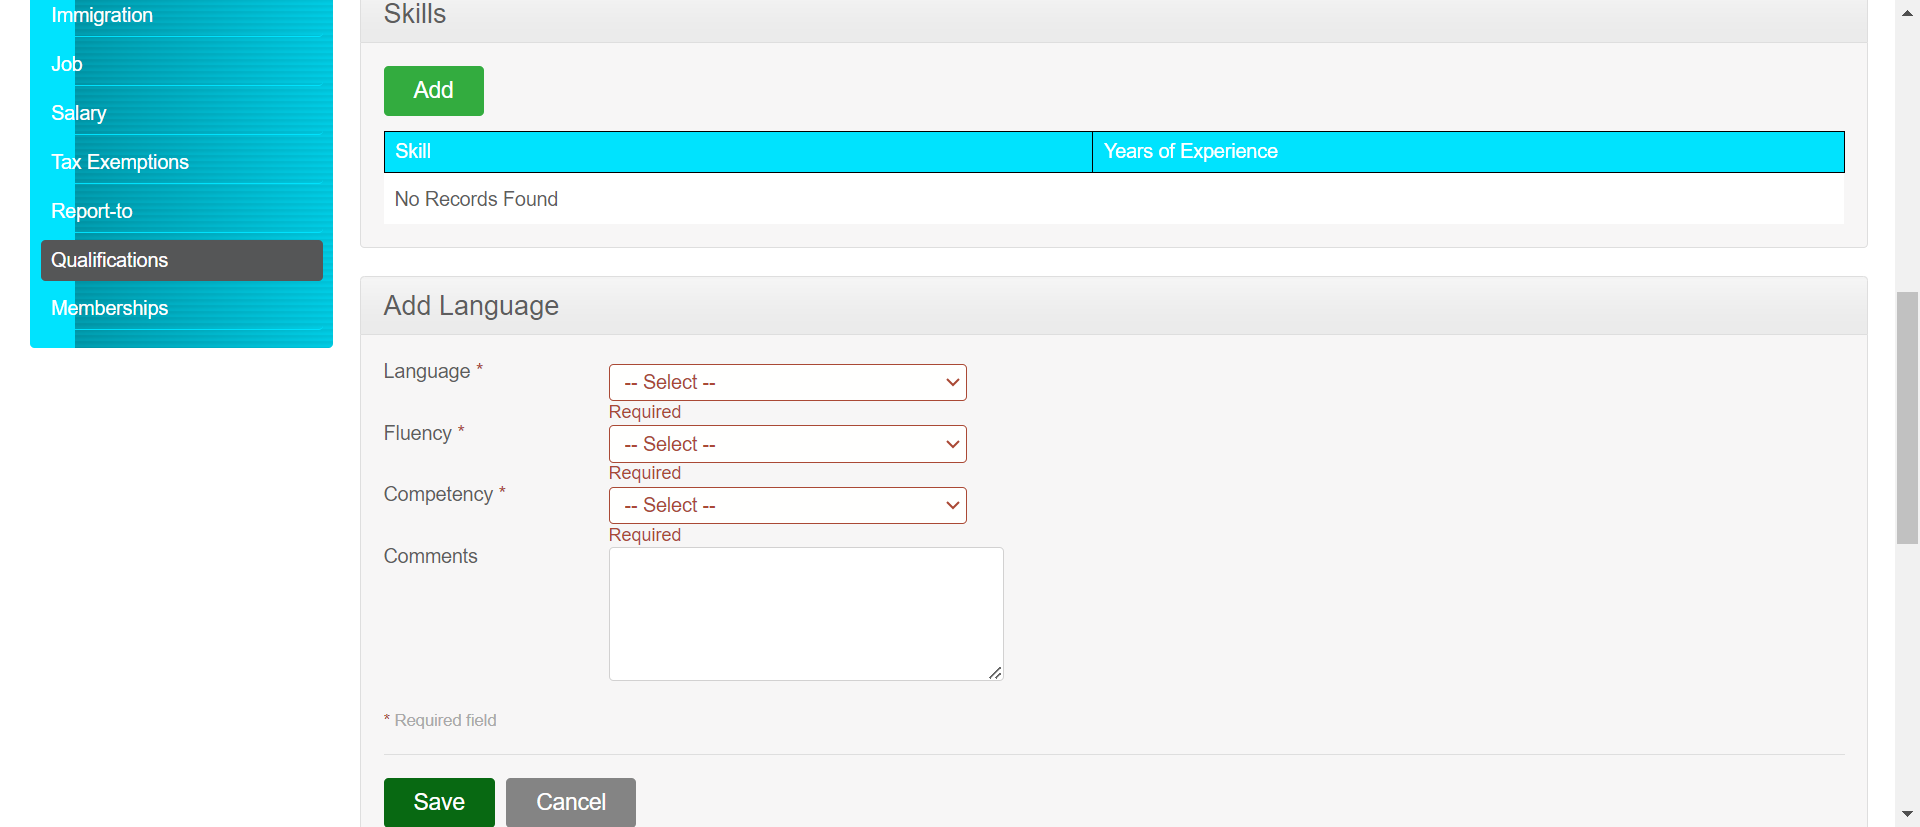 Immigration
Job
Salary
Tax Exemptions
Report-to
Qualifications
Memberships
Skills
Add
Skill Years of Experience
No Records Found
Add Language
Language * -- Select --
Required
Fluency * -- Select --
Required
Competency * -- Select --
Required
Comments
* Required field
Save Cancel